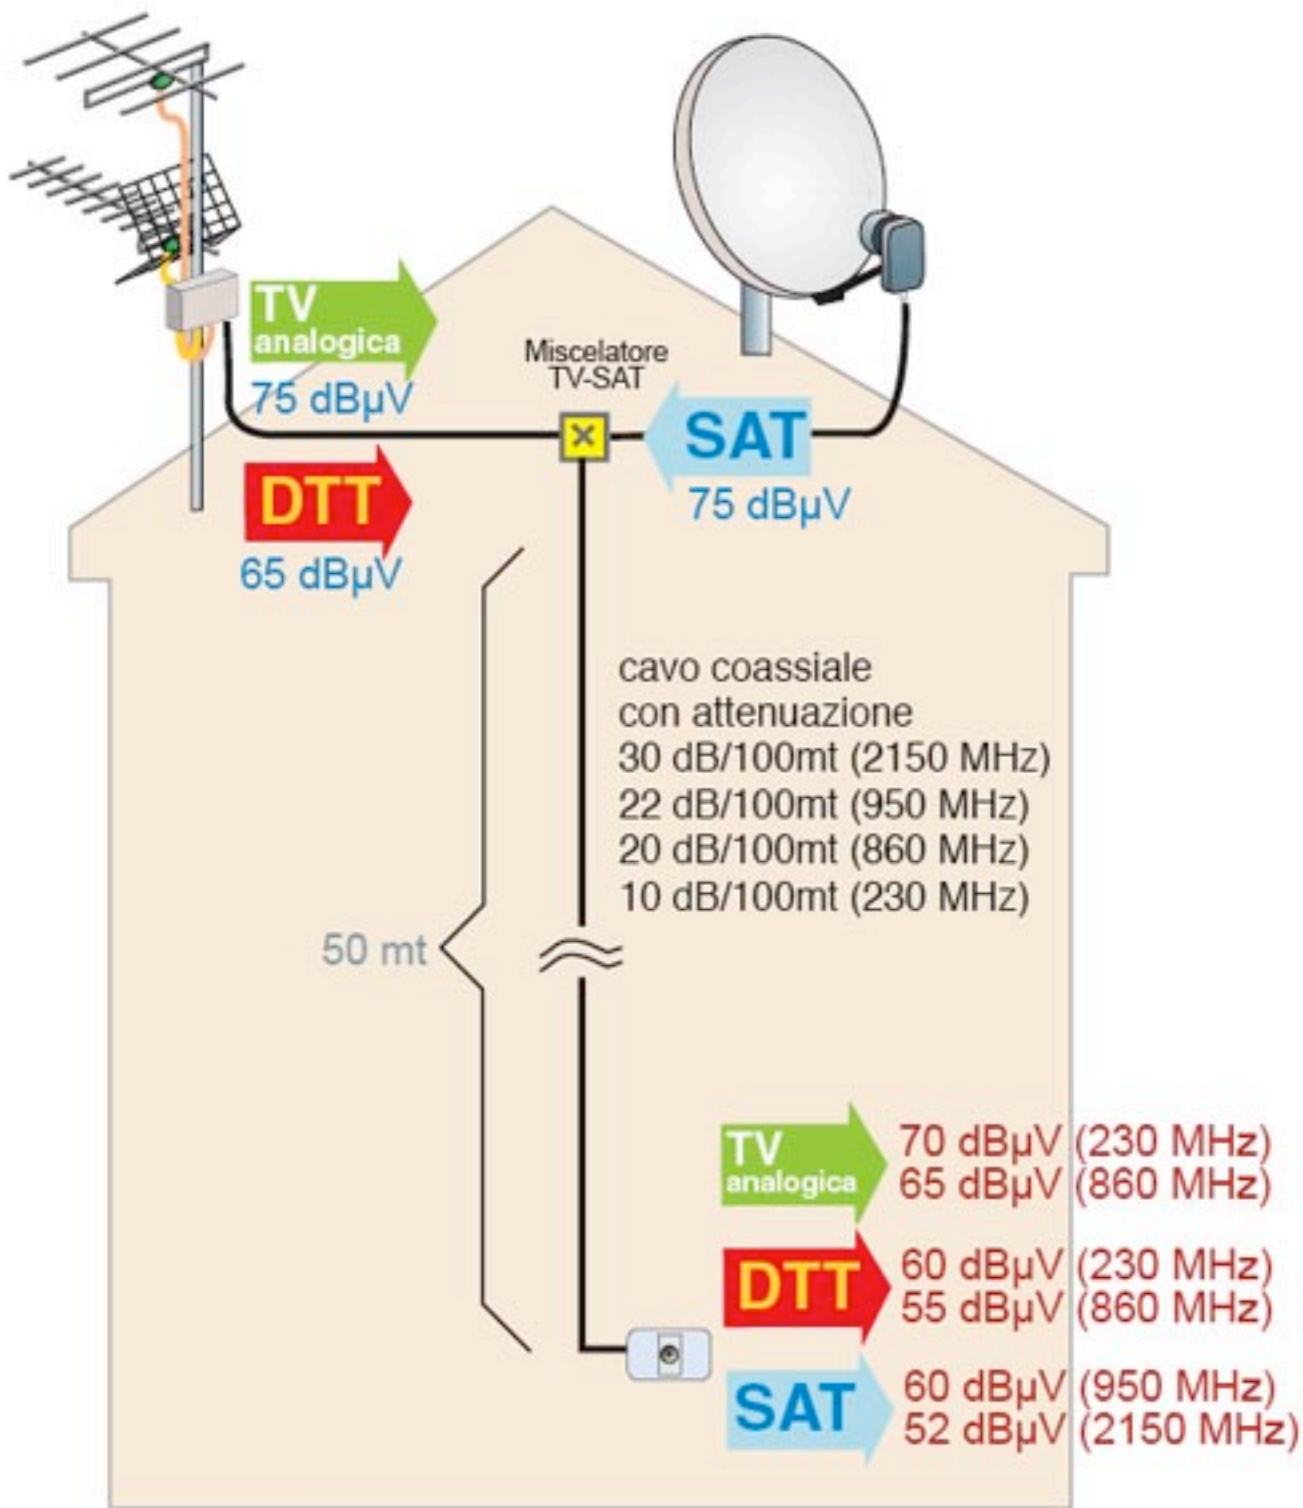 TV
analogica
75 dBµV
Miscelatore
TV-SAT
SAT
75 dBµV
DTT
65 dBµV
cavo coassiale
con attenuazione
30 dB/100mt (2150 MHz)
22 dB/100mt (950 MHz)
20 dB/100mt (860 MHz)
10 dB/100mt (230 MHz)
50 mt
TV
analogica
70 dBµV (230 MHz)
65 dBµV (860 MHz)
DTT
60 dBµV (230 MHz)
55 dBµV (860 MHz)
SAT
60 dBµV (950 MHz)
52 dBµV (2150 MHz)